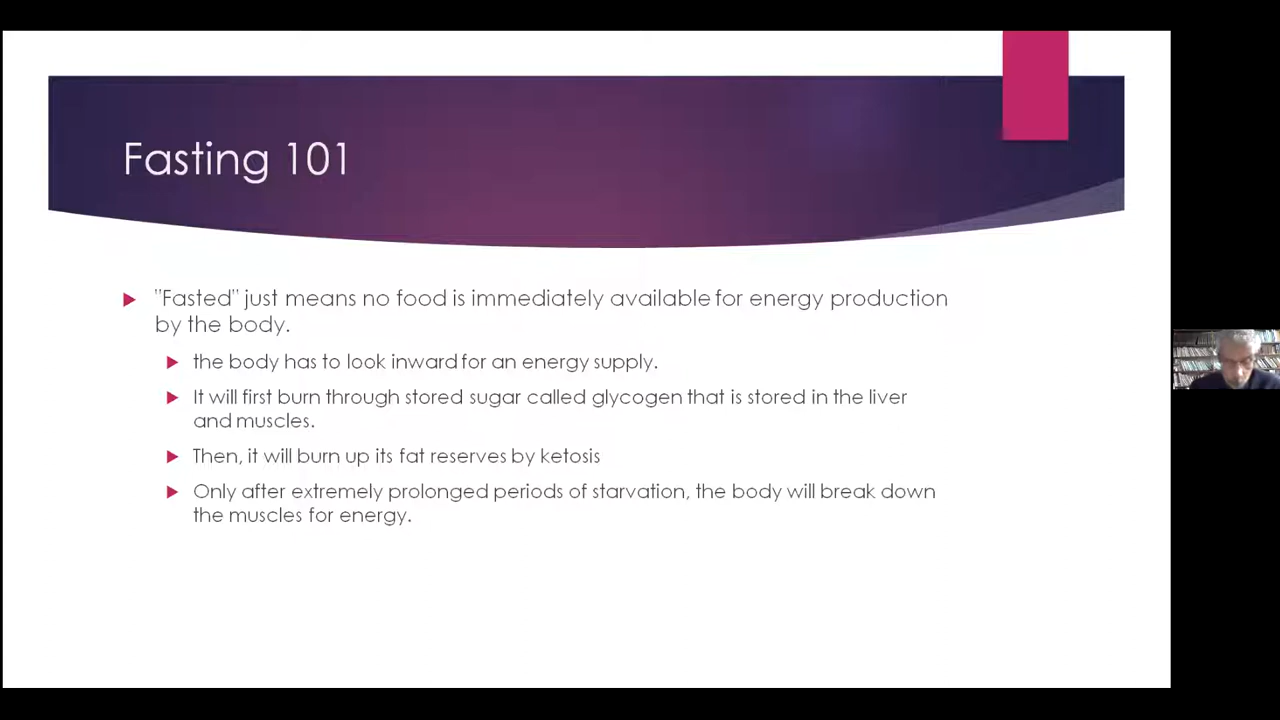 Fasting 101
"Fasted" just means no food is immediately available for energy production
by the body.
the body has to look inward for an energy supply.
It will first burn through stored sugar called glycogen that is stored in the liver
and muscles.
Then, it will burn up its fat reserves by ketosis
Only after extremely prolonged periods of starvation, the body will break down
the muscles for energy.